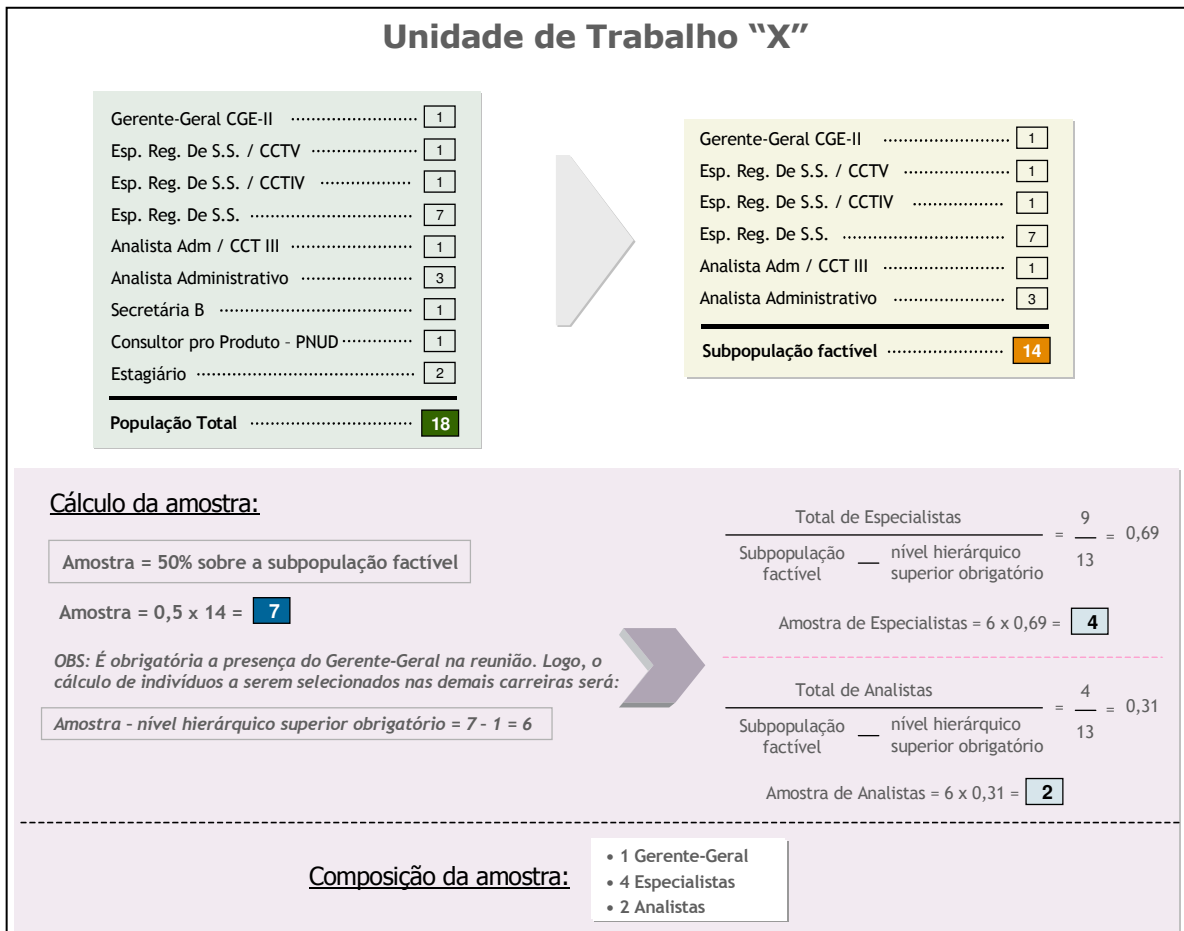 Unidade de Trabalho “X”
Gerente-Geral CGE-II 1
Esp. Reg. De S.S. / CCTV 1
Esp. Reg. De S.S. / CCTIV 1
Esp. Reg. De S.S. 7
Analista Adm / CCT III 1
Analista Administrativo 3
Secretária B 1
Consultor pro Produto – PNUD 1
Estagiário 2
População Total 18
Gerente-Geral CGE-II 1
Esp. Reg. De S.S. / CCTV 1
Esp. Reg. De S.S. / CCTIV 1
Esp. Reg. De S.S. 7
Analista Adm / CCT III 1
Analista Administrativo 3
Subpopulação factível 14
Cálculo da amostra:
Amostra = 50% sobre a subpopulação factível
Amostra = 0,5 x 14 = 7
OBS: É obrigatória a presença do Gerente-Geral na reunião. Logo, o
cálculo de indivíduos a serem selecionados nas demais carreiras será:
Amostra – nível hierárquico superior obrigatório = 7 – 1 = 6
Total de Especialistas
Subpopulação factível — nível hierárquico superior obrigatório
= 9 / 13 = 0,69
Amostra de Especialistas = 6 x 0,69 = 4
Total de Analistas
Subpopulação factível — nível hierárquico superior obrigatório
= 4 / 13 = 0,31
Amostra de Analistas = 6 x 0,31 = 2
Composição da amostra:
• 1 Gerente-Geral
• 4 Especialistas
• 2 Analistas